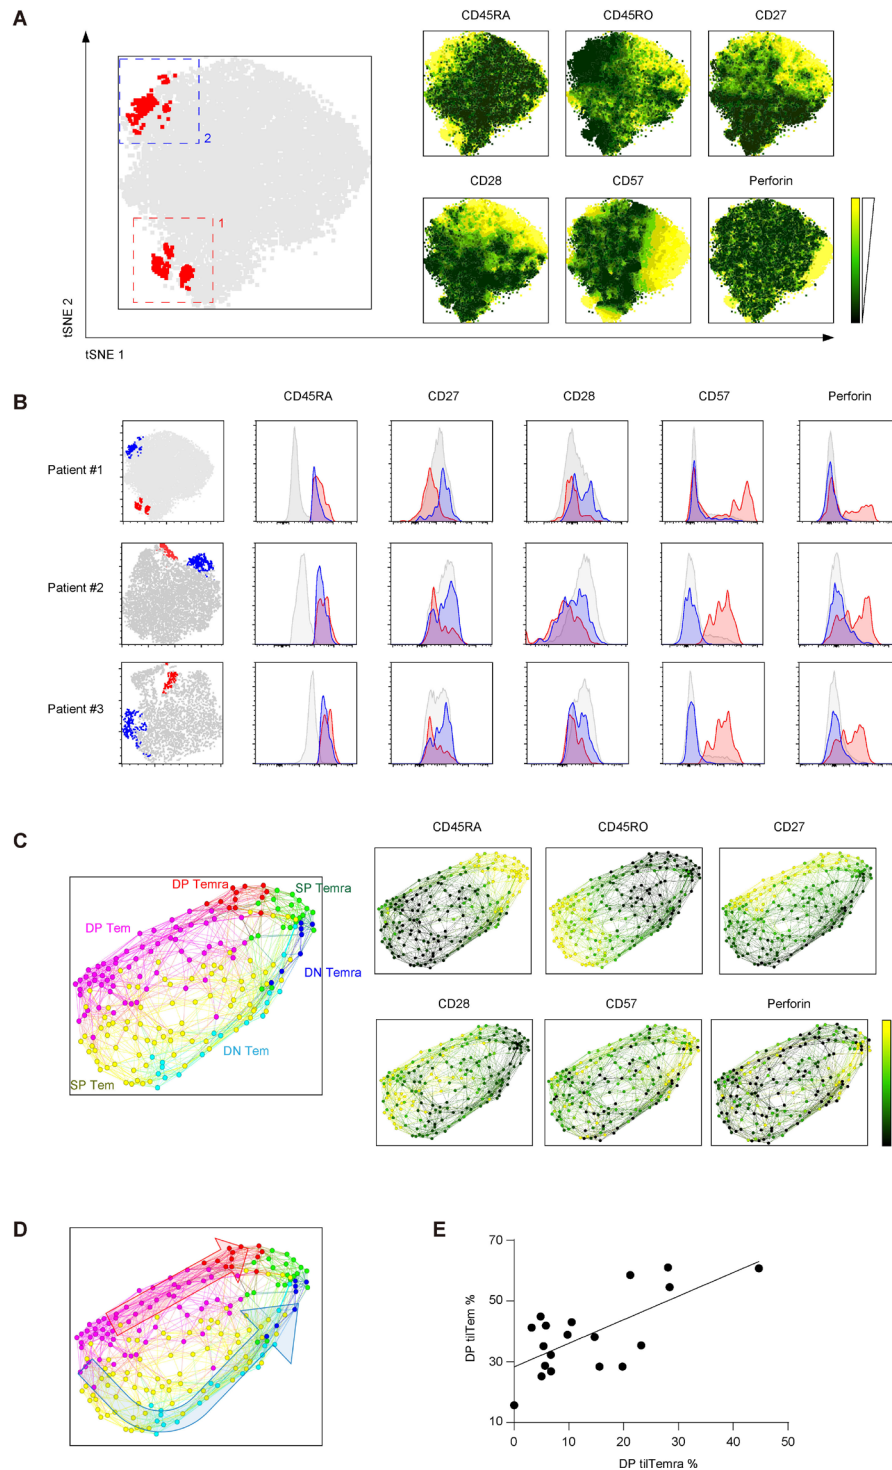 A
CD45RA
CD45RO
CD27
2
1
CD28
CD57
Perforin
tSNE 2
tSNE 1
B
CD45RA
CD27
CD28
CD57
Perforin
Patient #1
Patient #2
Patient #3
C
CD45RA
CD45RO
CD27
DP Temra
SP Temra
DP Tem
DN Temra
DN Tem
SP Tem
CD28
CD57
Perforin
D
E
70
50
30
10
DP tilTem %
0
10
20
30
40
50
DP tilTemra %